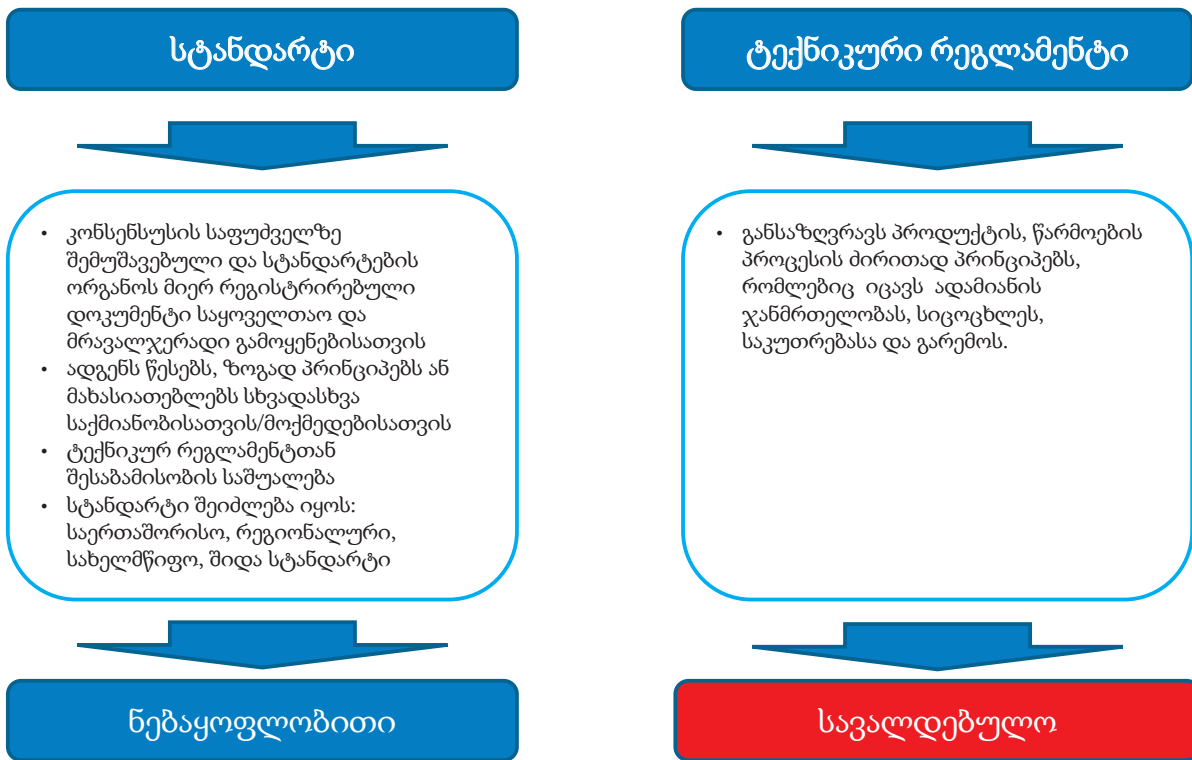 სტანდარტი
• კონსენსუსის საფუძველზე
შემუშავებული და სტანდარტების
ორგანოს მიერ რეგისტრირებული
დოკუმენტი საყოველთაო და
მრავალჯერადი გამოყენებისათვის
• ადგენს წესებს, ზოგად პრინციპებს ან
მახასიათებლებს სხვადასხვა
საქმიანობისათვის/მოქმედებისათვის
• ტექნიკურ რეგლამენტთან
შესაბამისობის საშუალება
• სტანდარტი შეიძლება იყოს:
საერთაშორისო, რეგიონალური,
სახელმწიფო, შიდა სტანდარტი
ნებაყოფლობითი
ტექნიკური რეგლამენტი
• განსაზღვრავს პროდუქტის, წარმოების
პროცესის ძირითად პრინციპებს,
რომლებიც იცავს ადამიანის
ჯანმრთელობას, სიცოცხლეს,
საკუთრებასა და გარემოს.
სავალდებულო